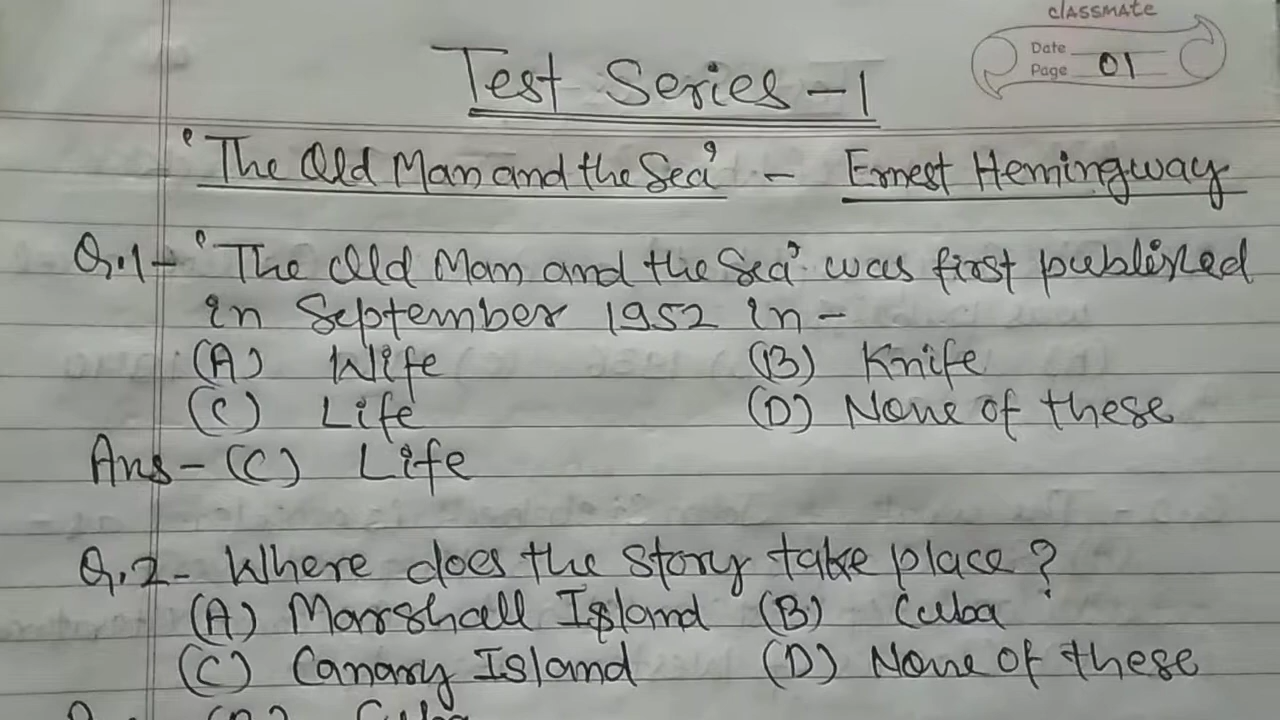 classmate
Date
Page 01
Test Series - 1
'The Old Man and the Sea' - Ernest Hemingway
Q.1- 'The Old Man and the Sea' was first published
in September 1952 in -
(A) Wife (B) Knife
(C) Life (D) None of these
Ans - (C) Life
Q.2- Where does the story take place?
(A) Marshall Island (B) Cuba
(C) Canary Island (D) None of these
Cuba